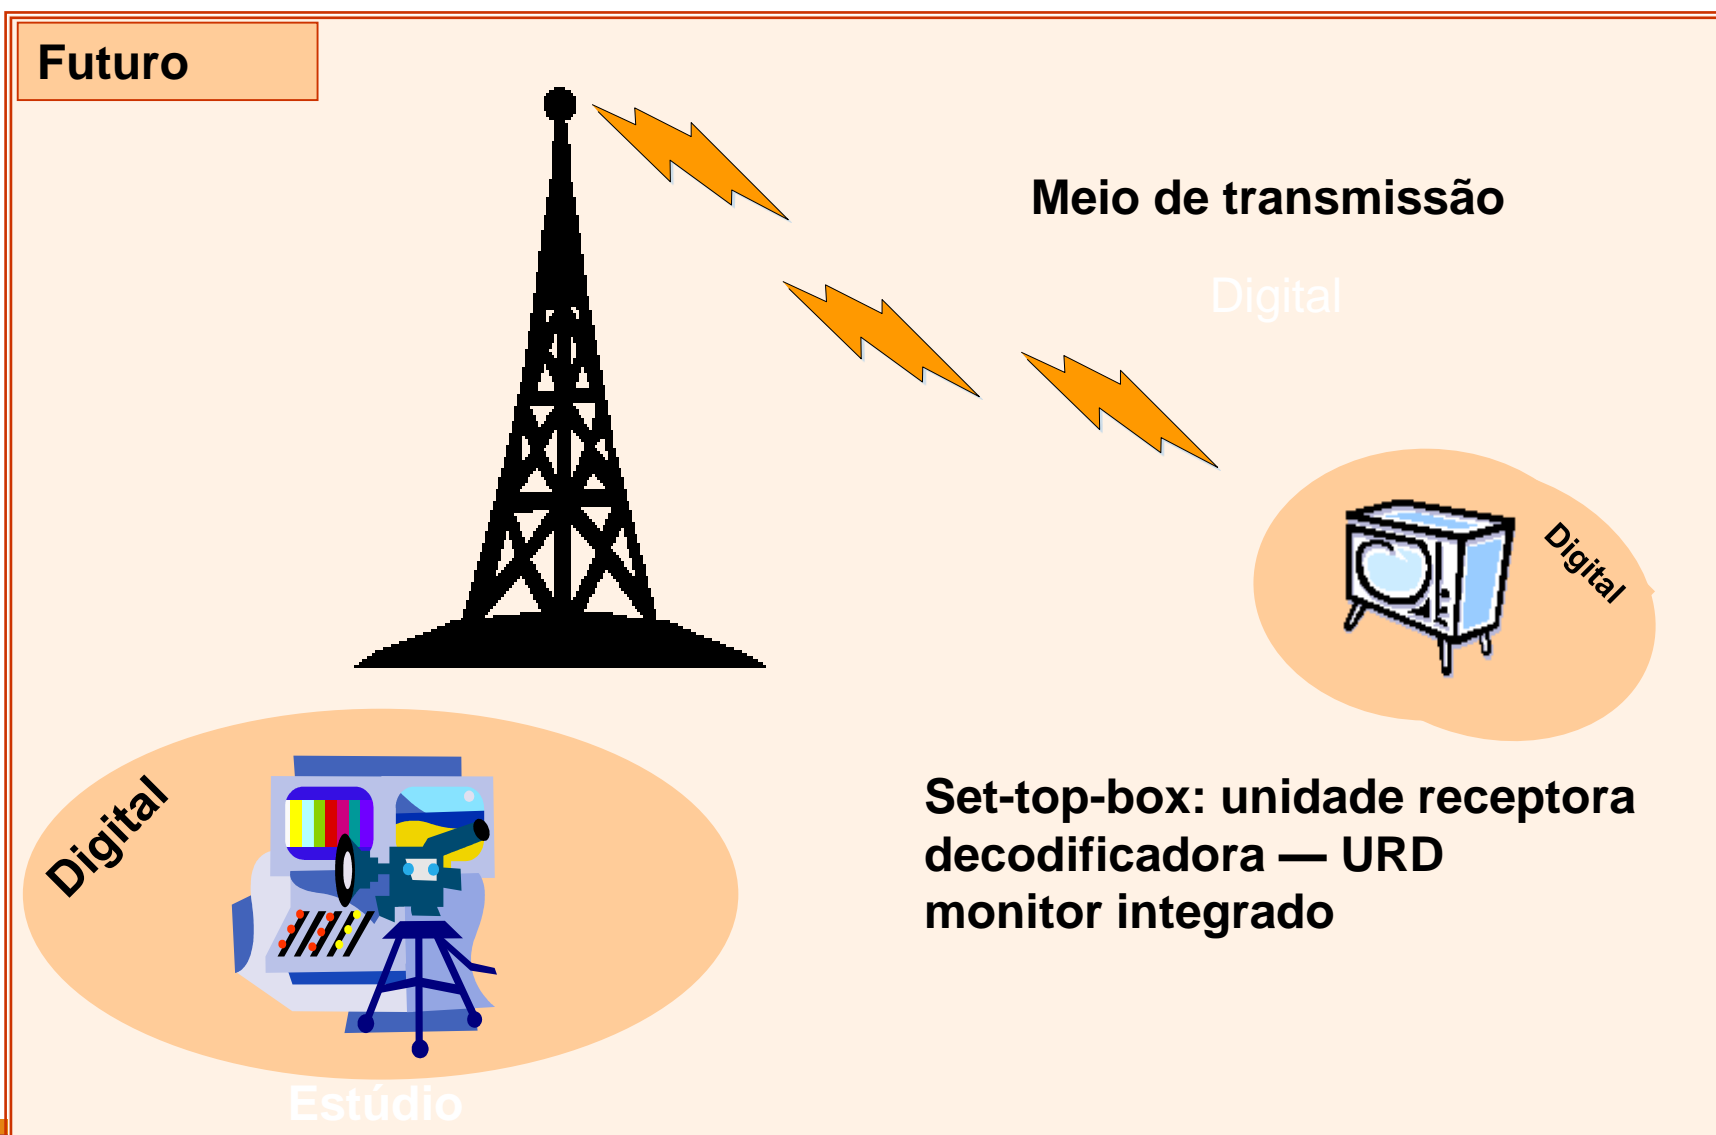 Futuro
Meio de transmissão
Digital
Digital
Digital
Set-top-box: unidade receptora
decodificadora — URD
monitor integrado
Estúdio